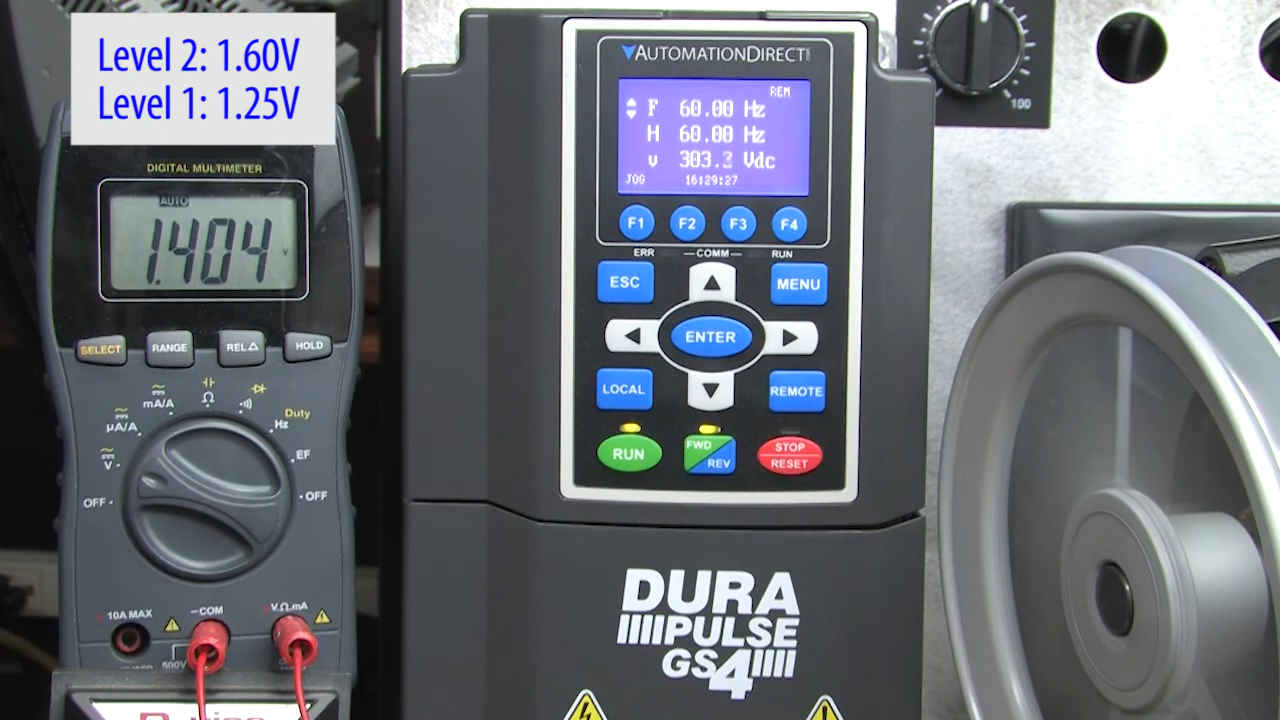 Level 2: 1.60V
Level 1: 1.25V
DIGITAL MULTIMETER
AUTO
1.404 v
SELECT
RANGE
REL△
HOLD
mA/A
Ω
µA/A
Duty
Hz
V
EF
OFF
OFF
10A MAX
COM
V.Ω.mA
500V
AUTOMATIONDIRECT
REM
F 60.00 Hz
H 60.00 Hz
v 303. Vdc
JOG 16:29:27
F1
F2
F3
F4
ERR
COMM
RUN
ESC
MENU
ENTER
LOCAL
REMOTE
RUN
FWD
REV
STOP
RESET
DURA
PULSE
GS4
100